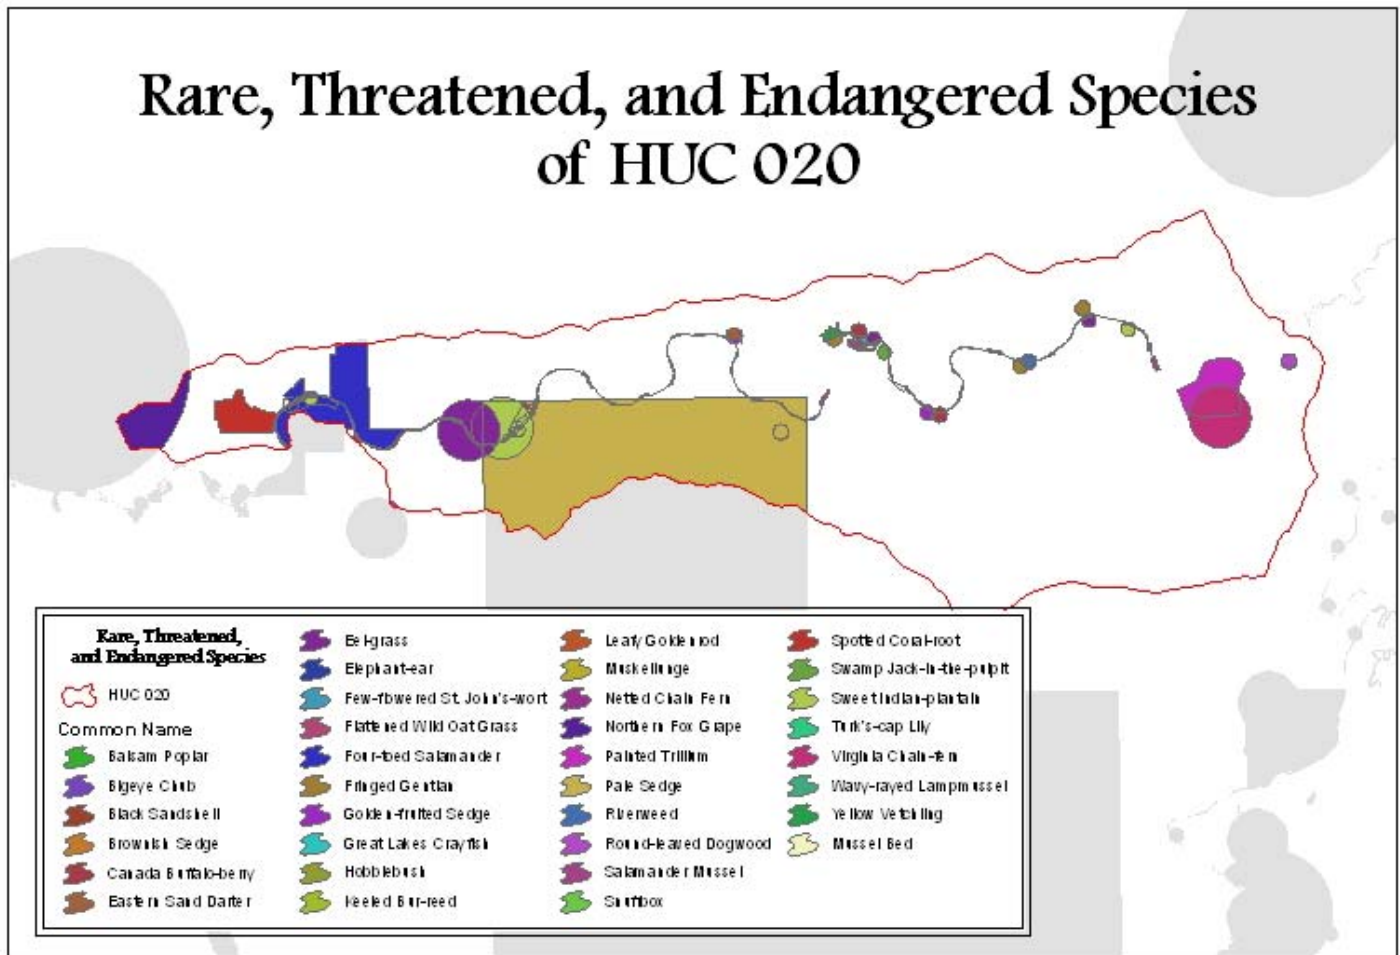 Rare, Threatened, and Endangered Species
of HUC 020
Rare, Threatened,
and Endangered Species
HUC 020
Common Name
Balsam Poplar
Bigeye Chub
Black Sandshell
Brownish Sedge
Canada Buffalo-berry
Eastern Sand Darter
Eel-grass
Elephant-ear
Few-flowered St. John's-wort
Flattened Wild Oat Grass
Four-toed Salamander
Fringed Gentian
Golden-fruited Sedge
Great Lakes Crayfish
Hobblebush
Keeled Bur-reed
Leafy Goldenrod
Muskellunge
Netted Chain Fern
Northern Fox Grape
Painted Trillium
Pale Sedge
Riverweed
Round-leaved Dogwood
Salamander Mussel
Snuffbox
Spotted Coral-root
Swamp Jack-in-the-pulpit
Sweet Indian-plantain
Turk's-cap Lily
Virginia Chain-fern
Wavy-rayed Lampmussel
Yellow Vetchling
Mussel Bed